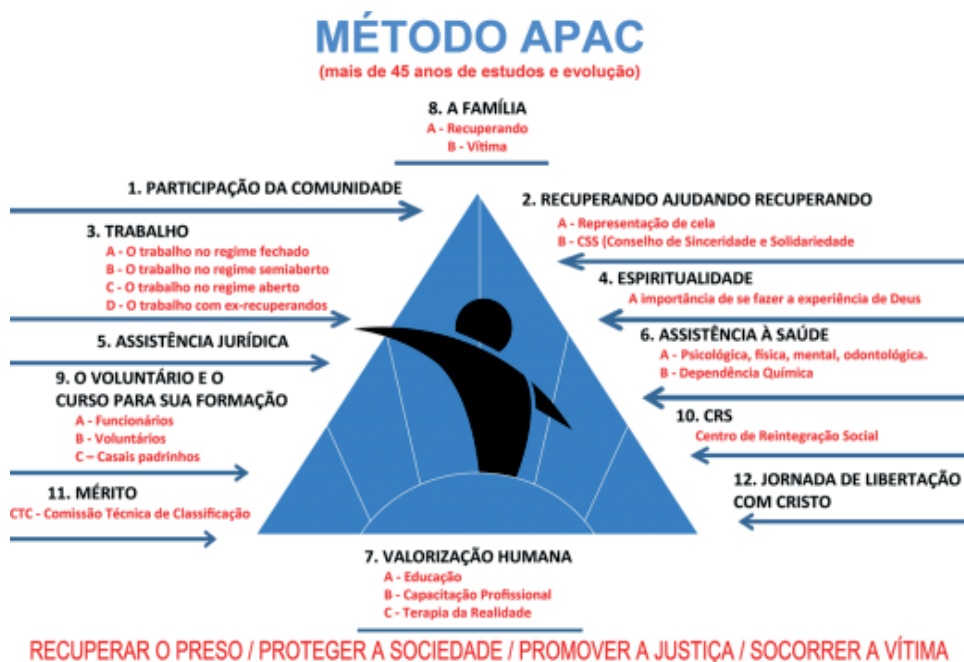 MÉTODO APAC
(mais de 45 anos de estudos e evolução)
8. A FAMÍLIA
A - Recuperando
B - Vítima
1. PARTICIPAÇÃO DA COMUNIDADE
2. RECUPERANDO AJUDANDO RECUPERANDO
A - Representação de cela
B - CSS (Conselho de Sinceridade e Solidariedade
3. TRABALHO
A - O trabalho no regime fechado
B - O trabalho no regime semiaberto
C - O trabalho no regime aberto
D - O trabalho com ex-recuperandos
4. ESPIRITUALIDADE
A importância de se fazer a experiência de Deus
5. ASSISTÊNCIA JURÍDICA
6. ASSISTÊNCIA À SAÚDE
A - Psicológica, física, mental, odontológica.
B - Dependência Química
9. O VOLUNTÁRIO E O
CURSO PARA SUA FORMAÇÃO
A - Funcionários
B - Voluntários
C – Casais padrinhos
10. CRS
Centro de Reintegração Social
11. MÉRITO
CTC - Comissão Técnica de Classificação
12. JORNADA DE LIBERTAÇÃO
COM CRISTO
7. VALORIZAÇÃO HUMANA
A - Educação
B - Capacitação Profissional
C - Terapia da Realidade
RECUPERAR O PRESO / PROTEGER A SOCIEDADE / PROMOVER A JUSTIÇA / SOCORRER A VÍTIMA